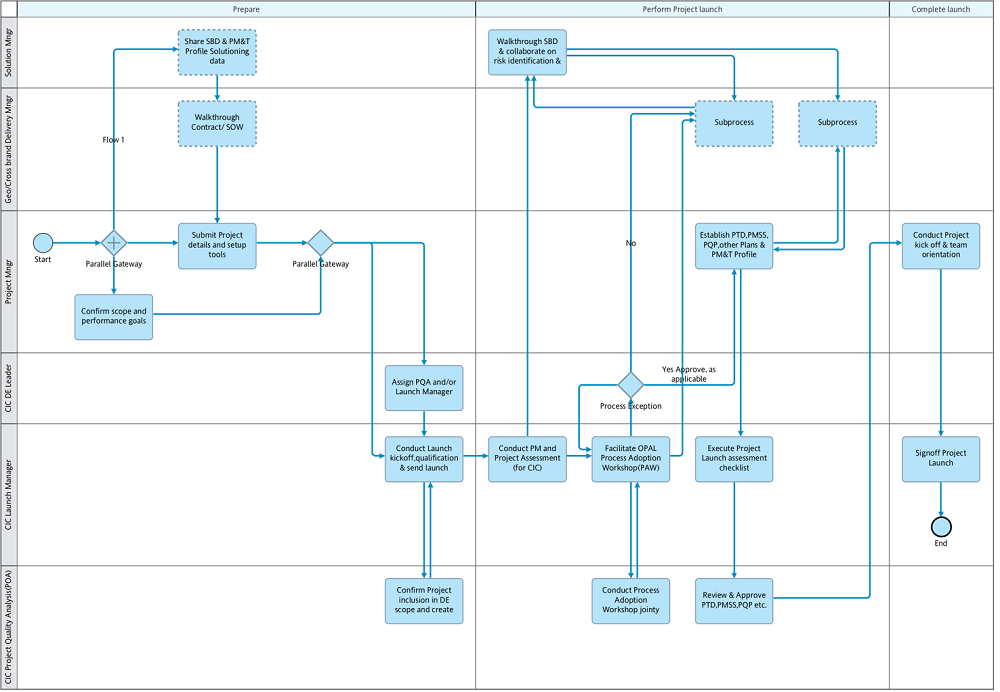 Prepare
Perform Project launch
Complete launch
Solution Mngr
Share SBD & PM&T
Profile Solutioning
data
Walkthrough SBD
& collaborate on
risk identification &
Geo/Cross brand Delivery Mngr
Flow 1
Walkthrough
Contract/ SOW
Subprocess
Subprocess
Project Mngr
Start
Parallel Gateway
Submit Project
details and setup
tools
Parallel Gateway
Confirm scope and
performance goals
No
Establish PTD,PMSS,
PQP,other Plans &
PM&T Profile
Conduct Project
kick off & team
orientation
CIC DE Leader
Assign PQA and/or
Launch Manager
Process Exception
Yes Approve, as
applicable
CIC Launch Manager
Conduct Launch
kickoff,qualification
& send launch
Conduct PM and
Project Assessment
(for CIC)
Facilitate OPAL
Process Adoption
Workshop(PAW)
Execute Project
Launch assessment
checklist
Signoff Project
Launch
End
CIC Project Quality Analysis(POA)
Confirm Project
inclusion in DE
scope and create
Conduct Process
Adoption
Workshop jointy
Review & Approve
PTD,PMSS,PQP etc.